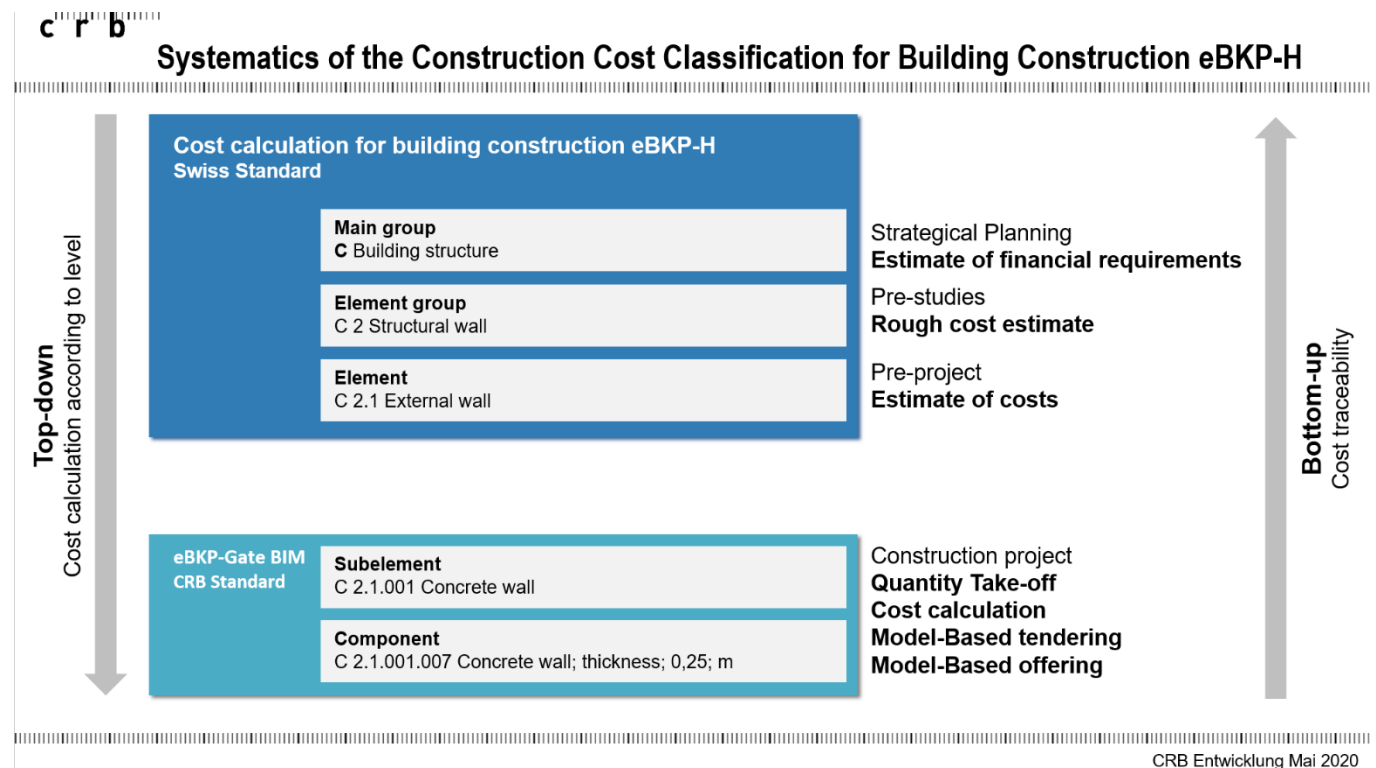 crb
Systematics of the Construction Cost Classification for Building Construction eBKP-H
Top-down
Cost calculation according to level
Cost calculation for building construction eBKP-H
Swiss Standard
Main group
C Building structure
Strategical Planning
Estimate of financial requirements
Element group
C 2 Structural wall
Pre-studies
Rough cost estimate
Element
C 2.1 External wall
Pre-project
Estimate of costs
eBKP-Gate BIM
CRB Standard
Subelement
C 2.1.001 Concrete wall
Component
C 2.1.001.007 Concrete wall; thickness; 0,25; m
Construction project
Quantity Take-off
Cost calculation
Model-Based tendering
Model-Based offering
Bottom-up
Cost traceability
CRB Entwicklung Mai 2020